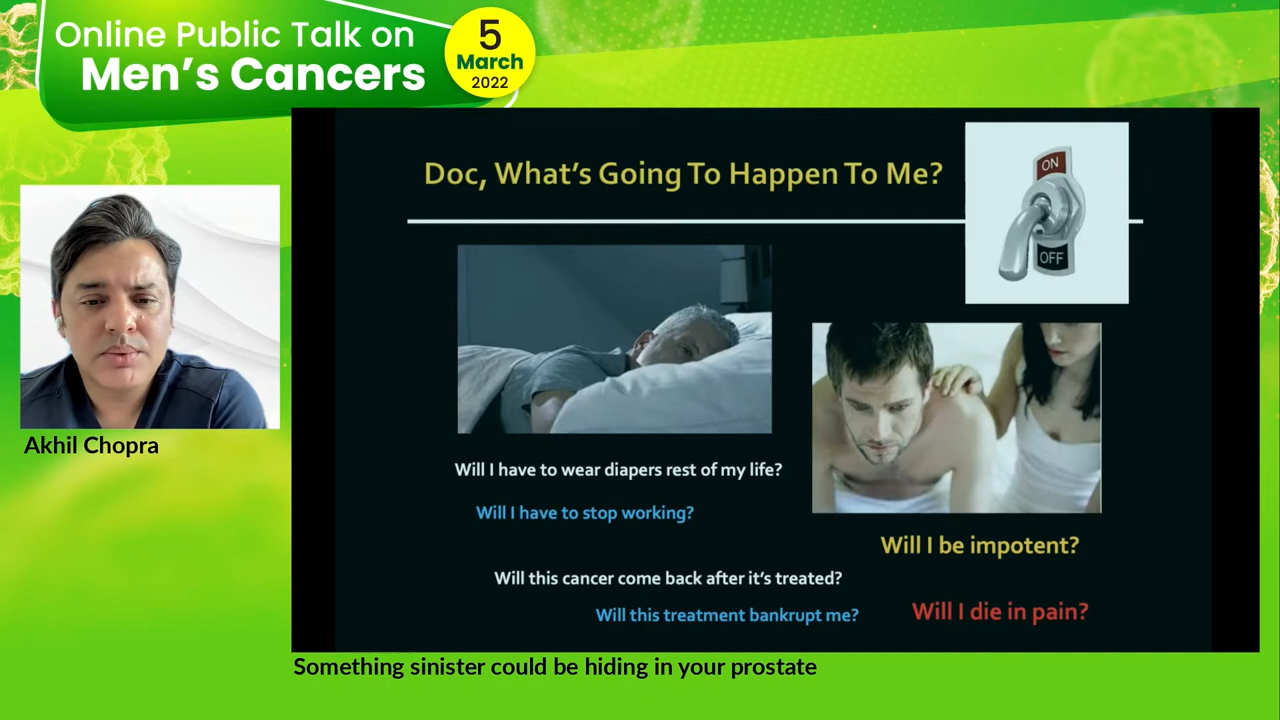 Online Public Talk on
Men's Cancers
5
March
2022
Doc, What's Going To Happen To Me?
ON
OFF
Akhil Chopra
Will I have to wear diapers rest of my life?
Will I have to stop working?
Will I be impotent?
Will this cancer come back after it's treated?
Will this treatment bankrupt me?
Will I die in pain?
Something sinister could be hiding in your prostate